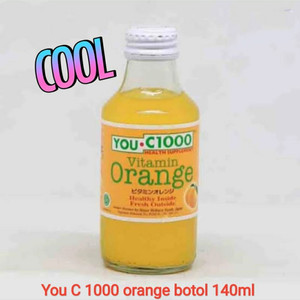 COOL
YOU•C1000
HEALTH SUPPLEMENT
Vitamin
Orange
ビタミンオレンジ
Healthy Inside
Fresh Outside
You C 1000 orange botol 140ml